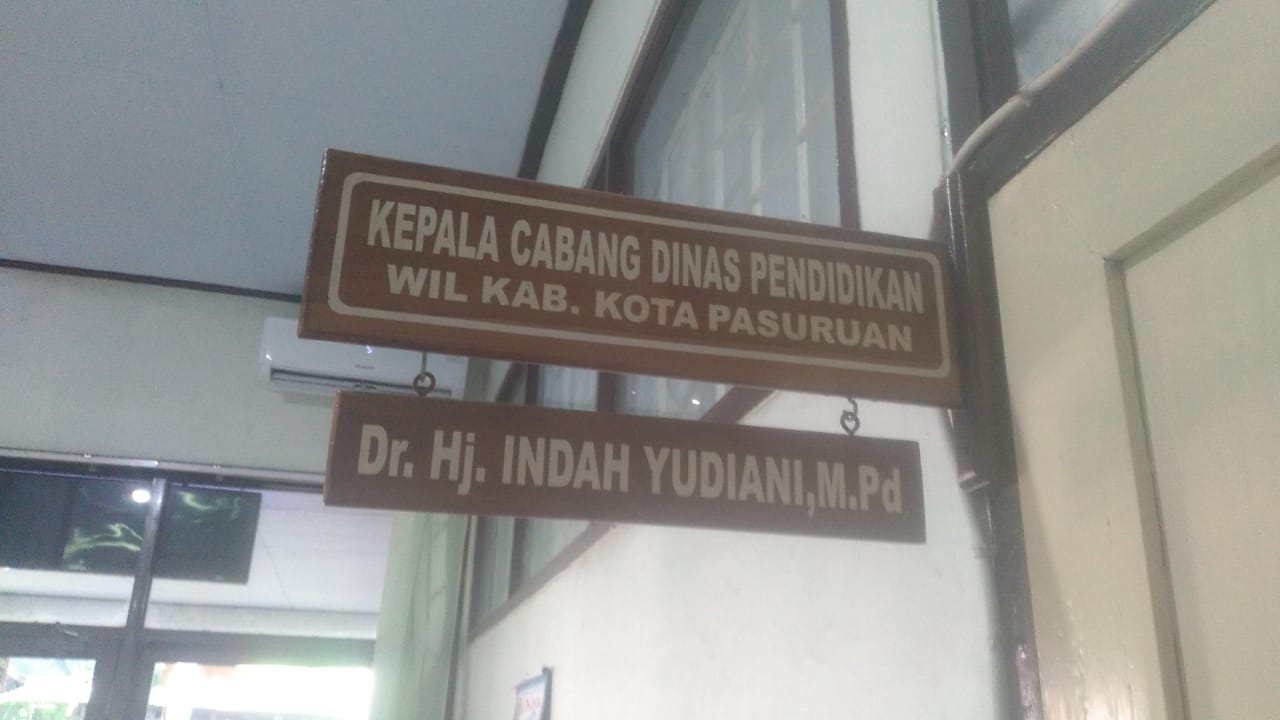 KEPALA CABANG DINAS PENDIDIKAN
WIL KAB. KOTA PASURUAN
Dr. Hj. INDAH YUDIANI,M.Pd